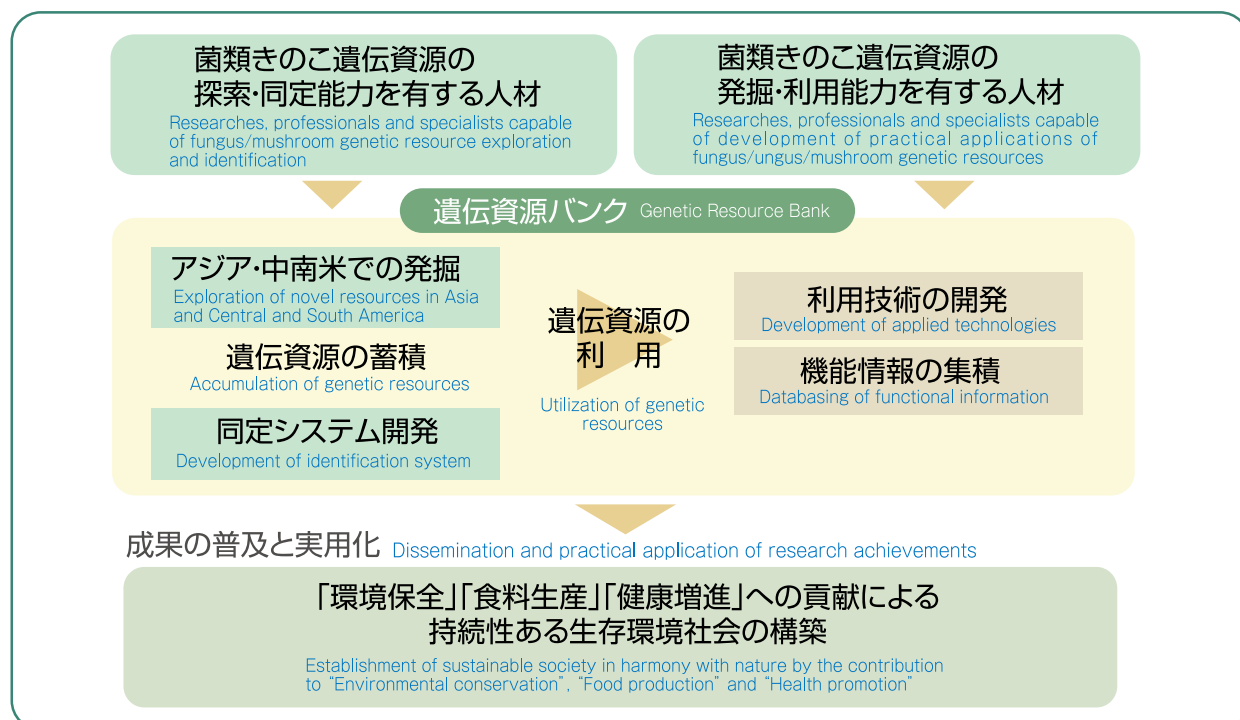 菌類きのこ遺伝資源の
探索・同定能力を有する人材
Researches, professionals and specialists capable
of fungus/mushroom genetic resource exploration
and identification
菌類きのこ遺伝資源の
発掘・利用能力を有する人材
Researches, professionals and specialists capable
of development of practical applications of
fungus/ungus/mushroom genetic resources
遺伝資源バンク Genetic Resource Bank
アジア・中南米での発掘
Exploration of novel resources in Asia
and Central and South America
遺伝資源の蓄積
Accumulation of genetic resources
同定システム開発
Development of identification system
遺伝資源の
利 用
Utilization of genetic
resources
利用技術の開発
Development of applied technologies
機能情報の集積
Databasing of functional information
成果の普及と実用化 Dissemination and practical application of research achievements
「環境保全」「食料生産」「健康増進」への貢献による
持続性ある生存環境社会の構築
Establishment of sustainable society in harmony with nature by the contribution
to “Environmental conservation”, “Food production” and “Health promotion”